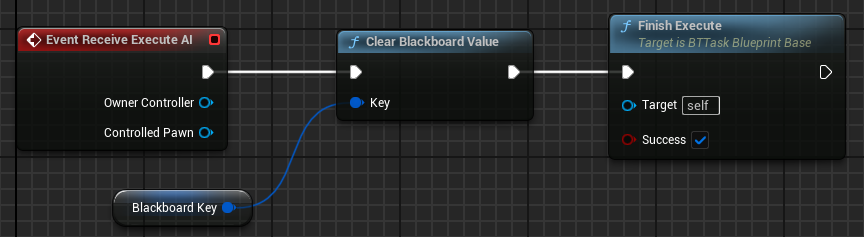 Event Receive Execute AI
Owner Controller
Controlled Pawn
Blackboard Key
f Clear Blackboard Value
Key
f Finish Execute
Target is BTTask Blueprint Base
Target self
Success